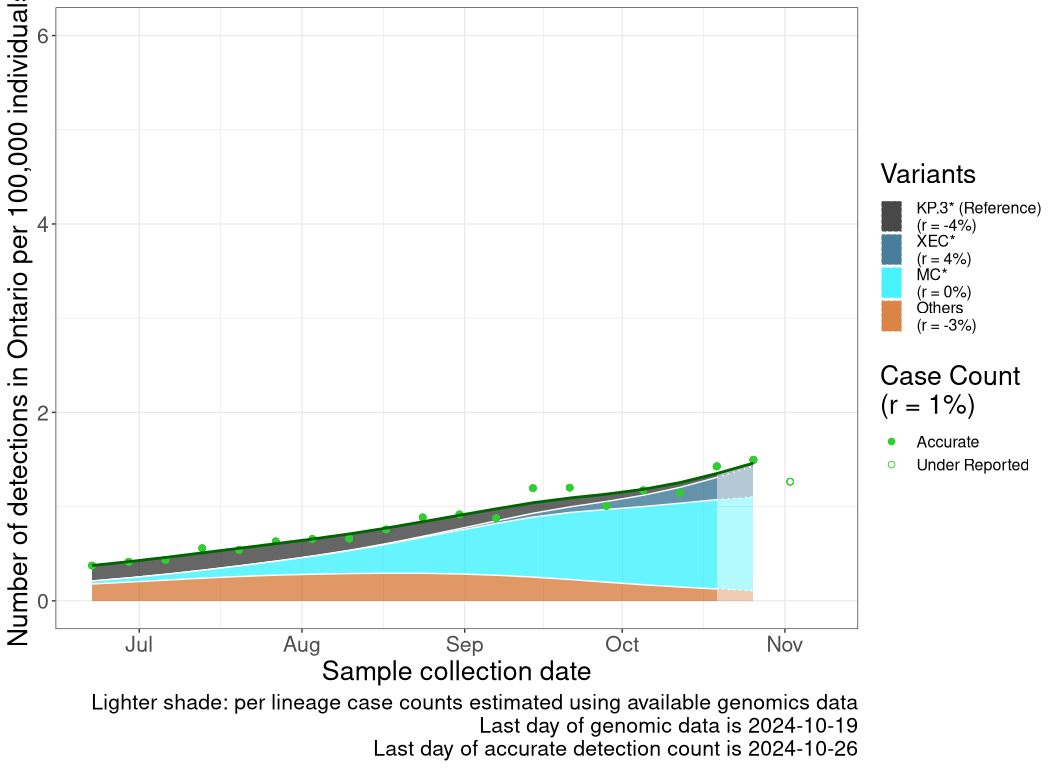 Number of detections in Ontario per 100,000 individuals
6
4
2
0
Jul Aug Sep Oct Nov
Sample collection date
Lighter shade: per lineage case counts estimated using available genomics data
Last day of genomic data is 2024-10-19
Last day of accurate detection count is 2024-10-26
Variants
KP.3* (Reference)
(r = -4%)
XEC*
(r = 4%)
MC*
(r = 0%)
Others
(r = -3%)
Case Count
(r = 1%)
Accurate
Under Reported